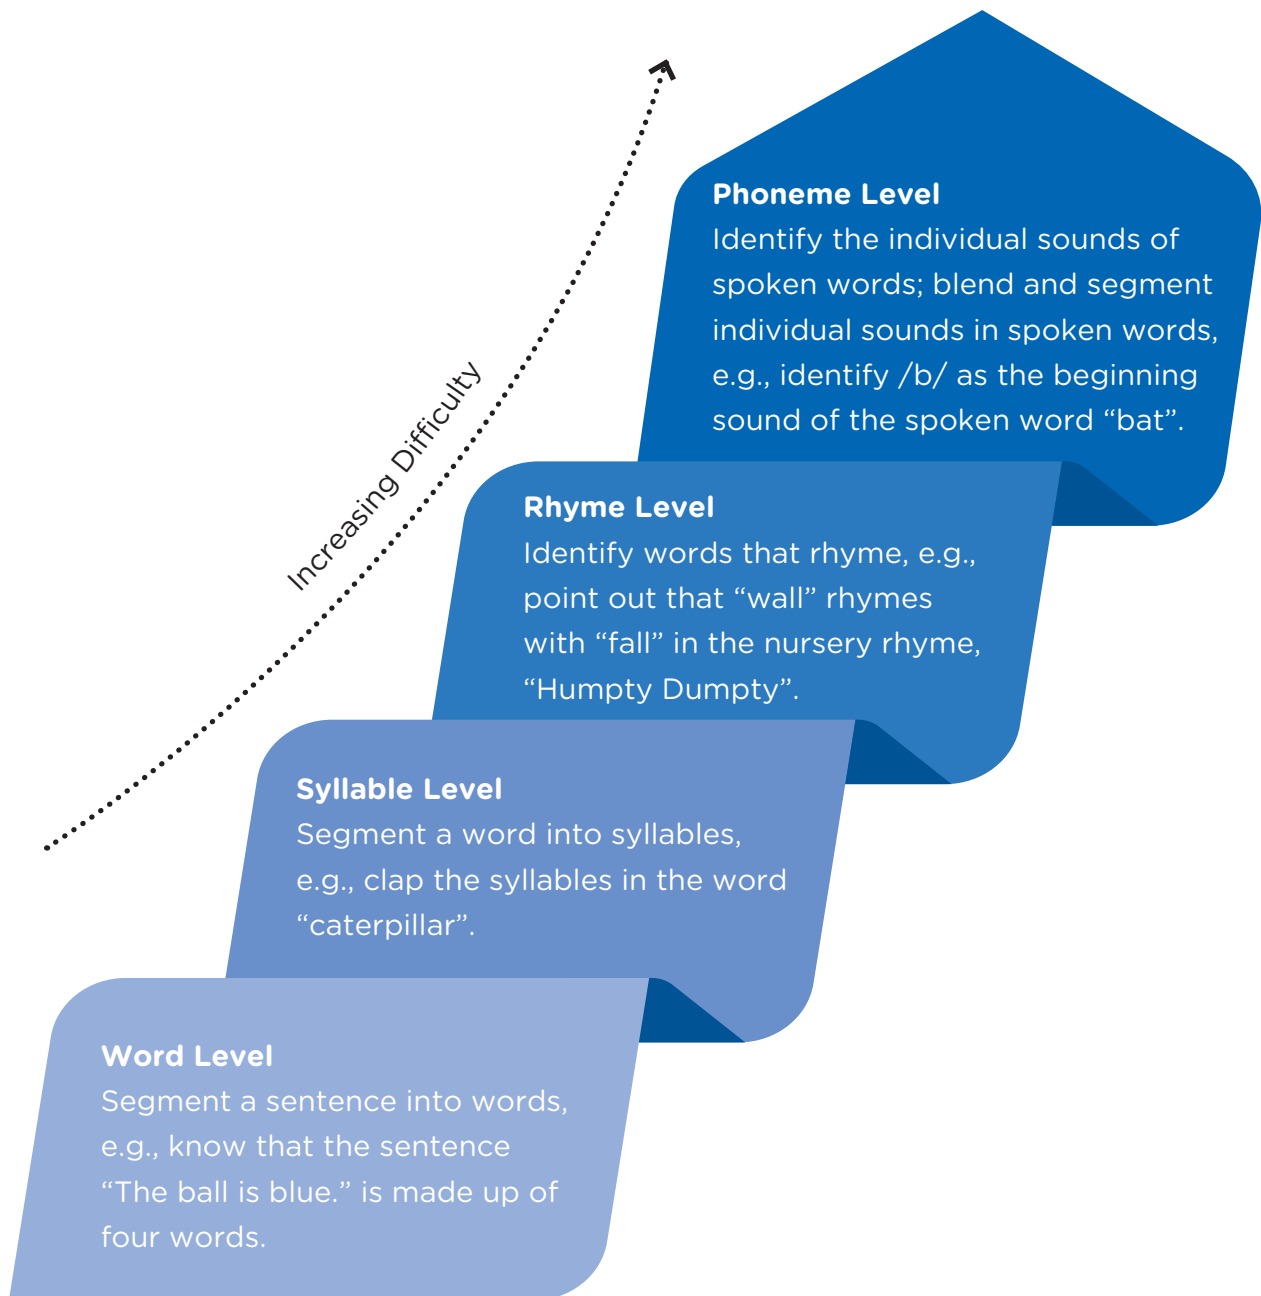 Phoneme Level
Identify the individual sounds of
spoken words; blend and segment
individual sounds in spoken words,
e.g., identify /b/ as the beginning
sound of the spoken word “bat”.
Increasing Difficulty
Rhyme Level
Identify words that rhyme, e.g.,
point out that “wall” rhymes
with “fall” in the nursery rhyme,
“Humpty Dumpty”.
Syllable Level
Segment a word into syllables,
e.g., clap the syllables in the word
“caterpillar”.
Word Level
Segment a sentence into words,
e.g., know that the sentence
“The ball is blue.” is made up of
four words.